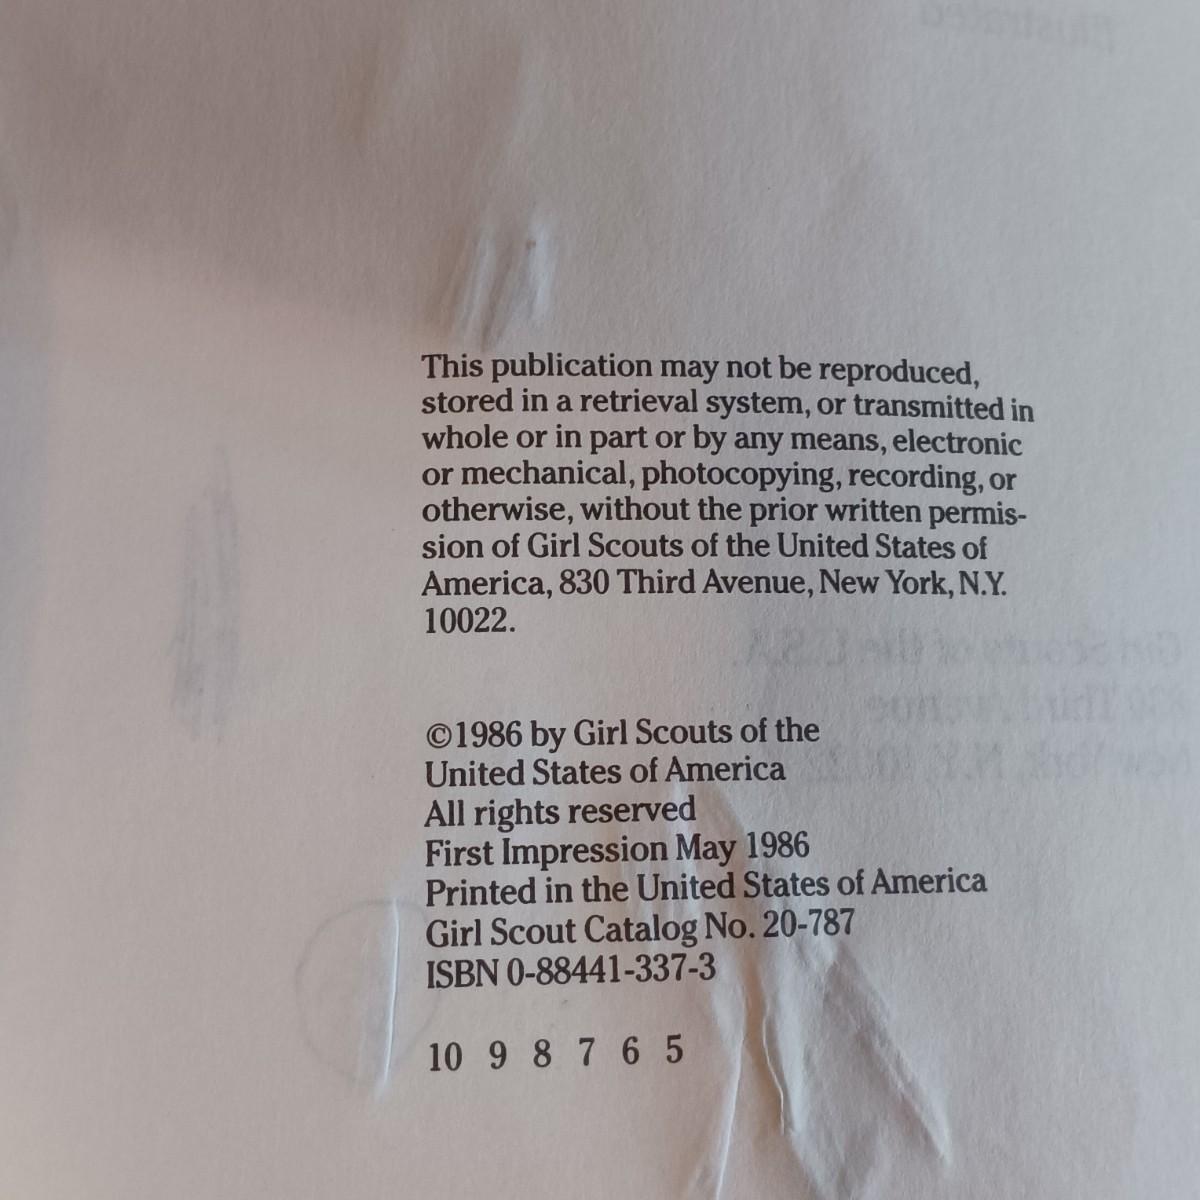 This publication may not be reproduced,
stored in a retrieval system, or transmitted in
whole or in part or by any means, electronic
or mechanical, photocopying, recording, or
otherwise, without the prior written permis-
sion of Girl Scouts of the United States of
America, 830 Third Avenue, New York, N.Y.
10022.
©1986 by Girl Scouts of the
United States of America
All rights reserved
First Impression May 1986
Printed in the United States of America
Girl Scout Catalog No. 20-787
ISBN 0-88441-337-3
10 9 8 7 6 5